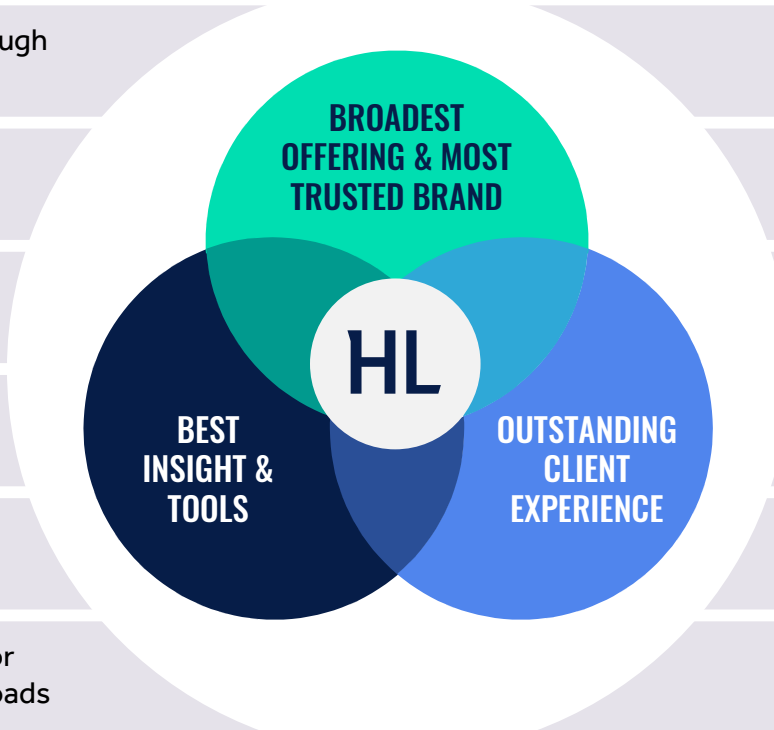 ugh
BROADEST
OFFERING & MOST
TRUSTED BRAND
HL
BEST
INSIGHT &
TOOLS
OUTSTANDING
CLIENT
EXPERIENCE
or
oads